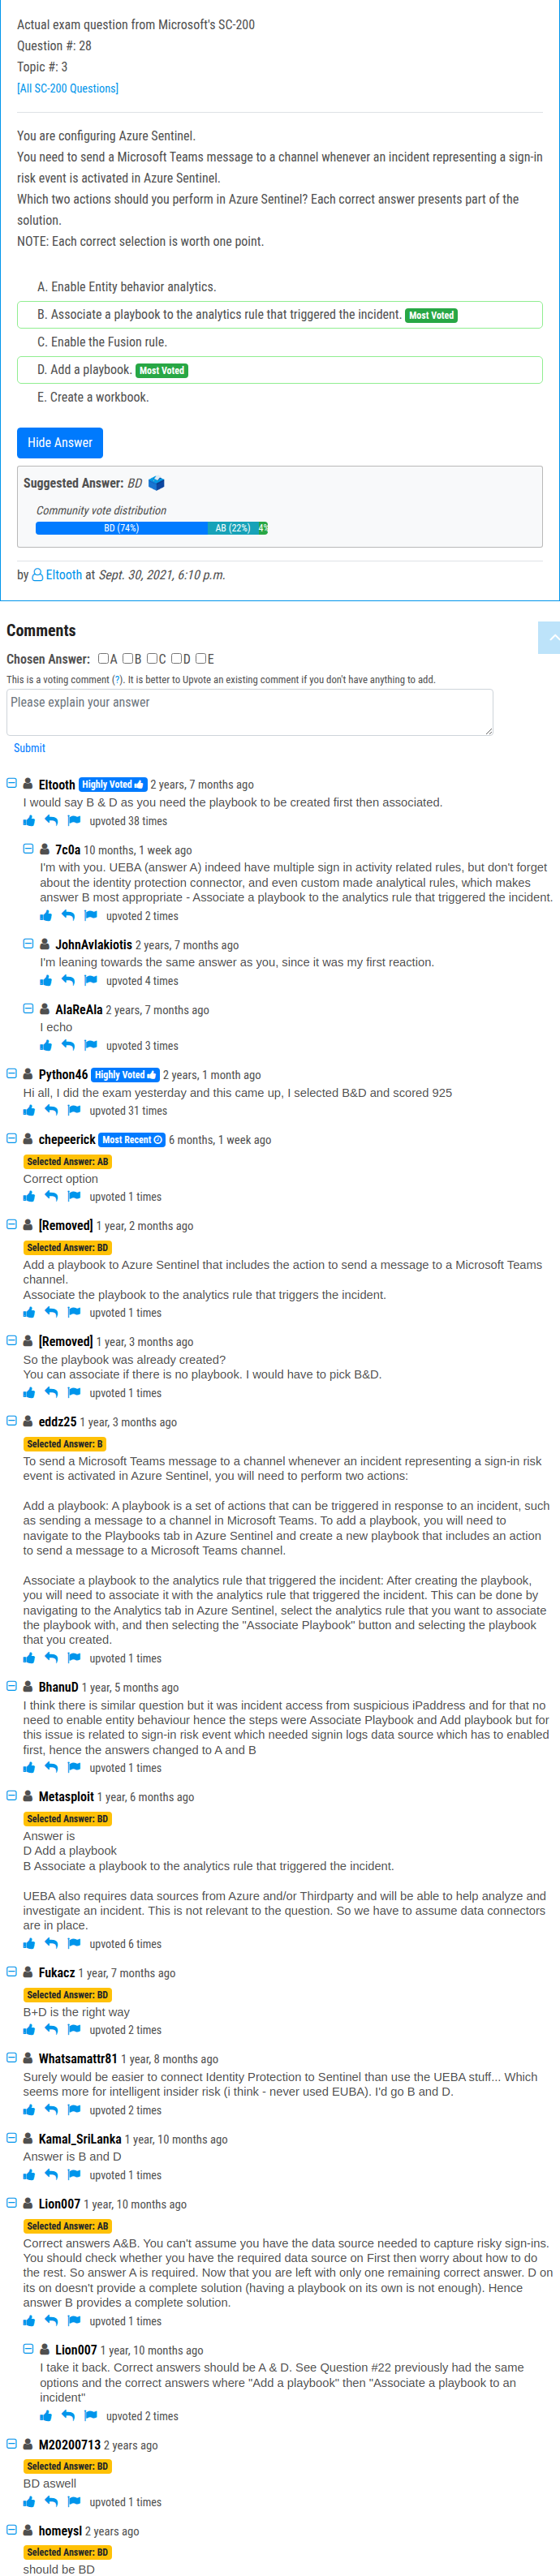 Actual exam question from Microsoft's SC-200
Question #: 28
Topic #: 3
[All SC-200 Questions]
You are configuring Azure Sentinel.
You need to send a Microsoft Teams message to a channel whenever an incident representing a sign-in
risk event is activated in Azure Sentinel.
Which two actions should you perform in Azure Sentinel? Each correct answer presents part of the
solution.
NOTE: Each correct selection is worth one point.
A. Enable Entity behavior analytics.
B. Associate a playbook to the analytics rule that triggered the incident. Most Voted
C. Enable the Fusion rule.
D. Add a playbook. Most Voted
E. Create a workbook.
Hide Answer
Suggested Answer: BD
Community vote distribution
BD (74%) AB (22%) 4%
by Eltooth at Sept. 30, 2021, 6:10 p.m.
Comments
Chosen Answer: A B C D E
This is a voting comment (?). It is better to Upvote an existing comment if you don't have anything to add.
Please explain your answer
Submit
Eltooth Highly Voted 2 years, 7 months ago
I would say B & D as you need the playbook to be created first then associated.
upvoted 38 times
7c0a 10 months, 1 week ago
I'm with you. UEBA (answer A) indeed have multiple sign in activity related rules, but don't forget
about the identity protection connector, and even custom made analytical rules, which makes
answer B most appropriate - Associate a playbook to the analytics rule that triggered the incident.
upvoted 2 times
JohnAvlakiotis 2 years, 7 months ago
I'm leaning towards the same answer as you, since it was my first reaction.
upvoted 4 times
AlaReAla 2 years, 7 months ago
I echo
upvoted 3 times
Python46 Highly Voted 2 years, 1 month ago
Hi all, I did the exam yesterday and this came up, I selected B&D and scored 925
upvoted 31 times
chepeerick Most Recent 6 months, 1 week ago
Selected Answer: AB
Correct option
upvoted 1 times
[Removed] 1 year, 2 months ago
Selected Answer: BD
Add a playbook to Azure Sentinel that includes the action to send a message to a Microsoft Teams
channel.
Associate the playbook to the analytics rule that triggers the incident.
upvoted 1 times
[Removed] 1 year, 3 months ago
So the playbook was already created?
You can associate if there is no playbook. I would have to pick B&D.
upvoted 1 times
eddz25 1 year, 3 months ago
Selected Answer: B
To send a Microsoft Teams message to a channel whenever an incident representing a sign-in risk
event is activated in Azure Sentinel, you will need to perform two actions:
Add a playbook: A playbook is a set of actions that can be triggered in response to an incident, such
as sending a message to a channel in Microsoft Teams. To add a playbook, you will need to
navigate to the Playbooks tab in Azure Sentinel and create a new playbook that includes an action
to send a message to a Microsoft Teams channel.
Associate a playbook to the analytics rule that triggered the incident: After creating the playbook,
you will need to associate it with the analytics rule that triggered the incident. This can be done by
navigating to the Analytics tab in Azure Sentinel, select the analytics rule that you want to associate
the playbook with, and then selecting the "Associate Playbook" button and selecting the playbook
that you created.
upvoted 1 times
BhanuD 1 year, 5 months ago
I think there is similar question but it was incident access from suspicious iPaddress and for that no
need to enable entity behaviour hence the steps were Associate Playbook and Add playbook but for
this issue is related to sign-in risk event which needed signin logs data source which has to enabled
first, hence the answers changed to A and B
upvoted 1 times
Metasploit 1 year, 6 months ago
Selected Answer: BD
Answer is
D Add a playbook
B Associate a playbook to the analytics rule that triggered the incident.
UEBA also requires data sources from Azure and/or Thirdparty and will be able to help analyze and
investigate an incident. This is not relevant to the question. So we have to assume data connectors
are in place.
upvoted 6 times
Fukacz 1 year, 7 months ago
Selected Answer: BD
B+D is the right way
upvoted 2 times
Whatsamattr81 1 year, 8 months ago
Surely would be easier to connect Identity Protection to Sentinel than use the UEBA stuff... Which
seems more for intelligent insider risk (i think - never used EUBA). I'd go B and D.
upvoted 2 times
Kamal_SriLanka 1 year, 10 months ago
Answer is B and D
upvoted 1 times
Lion007 1 year, 10 months ago
Selected Answer: AB
Correct answers A&B. You can't assume you have the data source needed to capture risky sign-ins.
You should check whether you have the required data source on First then worry about how to do
the rest. So answer A is required. Now that you are left with only one remaining correct answer. D on
its on doesn't provide a complete solution (having a playbook on its own is not enough). Hence
answer B provides a complete solution.
upvoted 1 times
Lion007 1 year, 10 months ago
I take it back. Correct answers should be A & D. See Question #22 previously had the same
options and the correct answers where "Add a playbook" then "Associate a playbook to an
incident"
upvoted 2 times
M20200713 2 years ago
Selected Answer: BD
BD aswell
upvoted 1 times
homeysl 2 years ago
Selected Answer: BD
should be BD